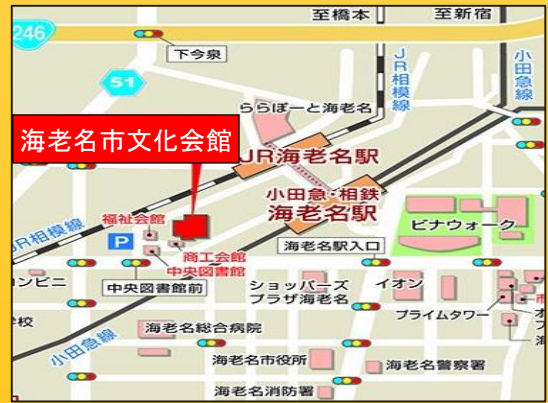 至橋本
至新宿
246
下今泉
JR相模線
小田急線
51
ららぽーと海老名
海老名市文化会館
JR海老名駅
小田急・相鉄
海老名駅
福祉会館
ビナウォーク
JR相模線
P
商工会館
中央図書館
海老名駅入口
コンビニ
中央図書館前
ショッパーズ
プラザ海老名
イオン
プライムタワー
学校
海老名総合病院
小田急線
海老名市役所
海老名警察署
海老名消防署